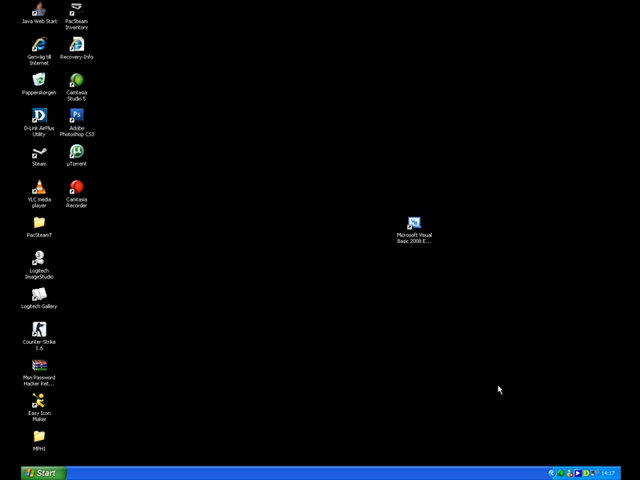 Java Web Start
PacSteam
Inventory
Genväg till
Internet
Recovery-Info
Papperskorgen
Camtasia
Studio 5
D-Link AirPlus
Utility
Adobe
Photoshop CS3
Steam
µTorrent
VLC media
player
Camtasia
Recorder
PacSteamT
Microsoft Visual
Basic 2008 E...
Logitech
ImageStudio
Logitech Gallery
Counter-Strike
1.6
Msn Password
Hacker Ret...
Easy Icon
Maker
MPH1
Start
14:17